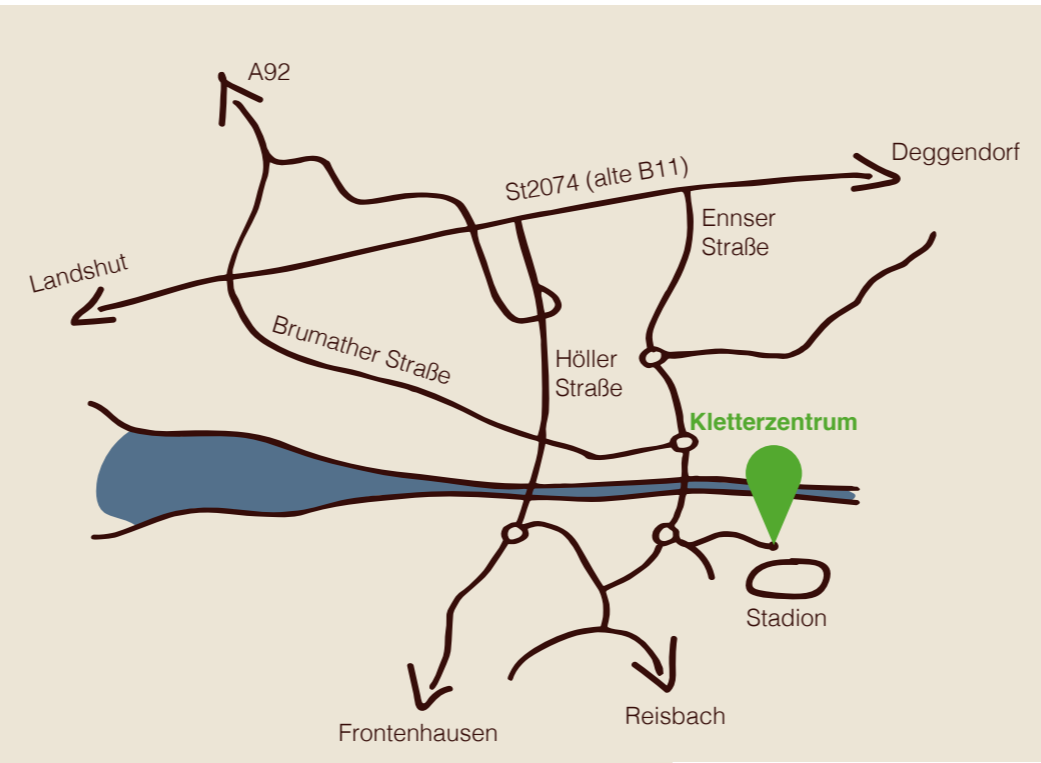 A92
Deggendorf
St2074 (alte B11)
Ennser
Straße
Landshut
Brumather Straße
Höller
Straße
Kletterzentrum
Stadion
Reisbach
Frontenhausen